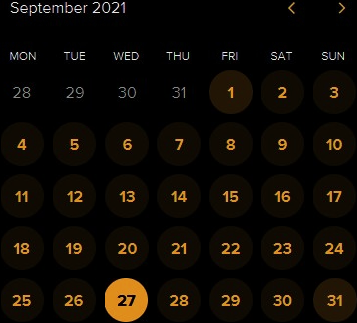 September 2021
MON TUE WED THU FRI SAT SUN
28 29 30 31 1 2 3
4 5 6 7 8 9 10
11 12 13 14 15 16 17
18 19 20 21 22 23 24
25 26 27 28 29 30 31